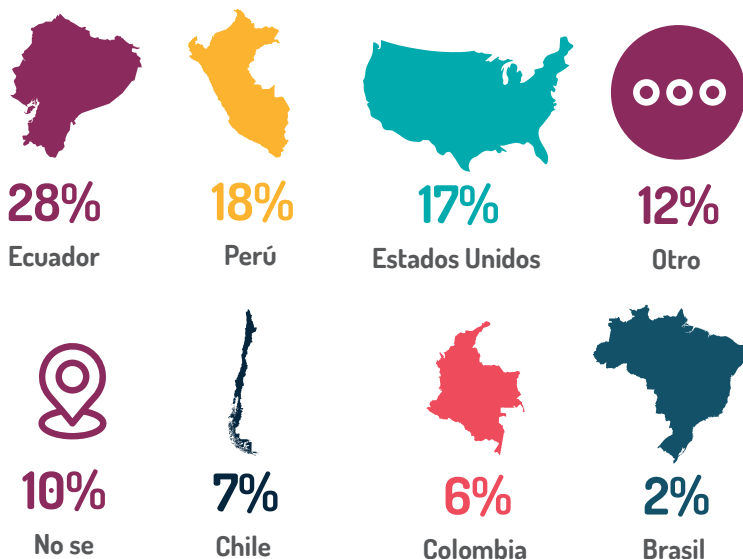 28%
Ecuador
18%
Perú
17%
Estados Unidos
12%
Otro
10%
No se
7%
Chile
6%
Colombia
2%
Brasil